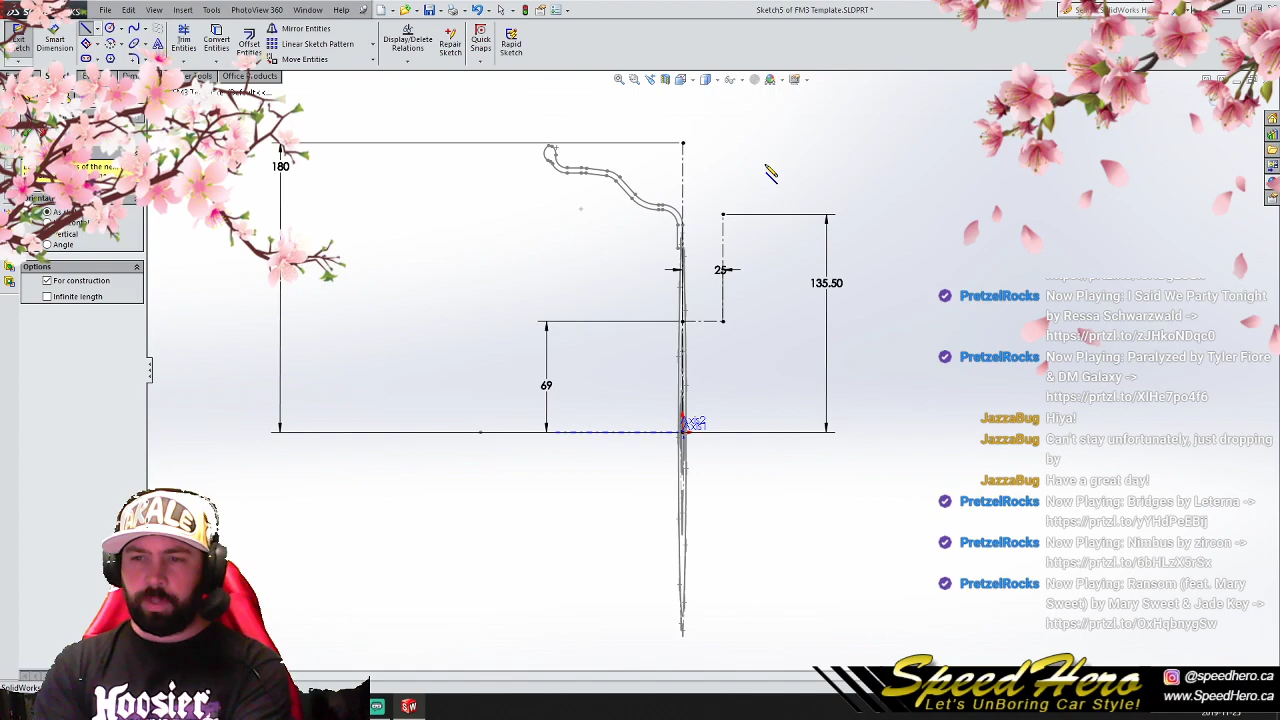 File Edit View Insert Tools PhotoView 360 Window Help
Sketch5 of FM3 Template.SLDPRT *
Smart Dimension
Trim Entities
Convert Entities
Offset Entities
Mirror Entities
Linear Sketch Pattern
Move Entities
Display/Delete Relations
Repair Sketch
Quick Snaps
Rapid Sketch
Office Products
Angle
Options
For construction
Infinite length
180
25
135.50
69
PretzelRocks Now Playing: I Said We Party Tonight
by Ressa Schwarzwald ->
https://prtzl.to/zJHkoNDqc0
PretzelRocks Now Playing: Paralyzed by Tyler Fiore
& DM Galaxy ->
https://prtzl.to/XlHe7po4f6
JazzaBug Hiya!
JazzaBug Can't stay unfortunately, just dropping
by
JazzaBug Have a great day!
PretzelRocks Now Playing: Bridges by Leterna ->
https://prtzl.to/yYHdPeEBij
PretzelRocks Now Playing: Nimbus by zircon ->
https://prtzl.to/6bHLzX5rSx
PretzelRocks Now Playing: Ransom (feat. Mary
Sweet) by Mary Sweet & Jade Key ->
https://prtzl.to/OxHqbnygSw
AKALE
Hoosier
SpeedHero
Let's UnBoring Car Style!
@speedhero.ca
www.SpeedHero.ca